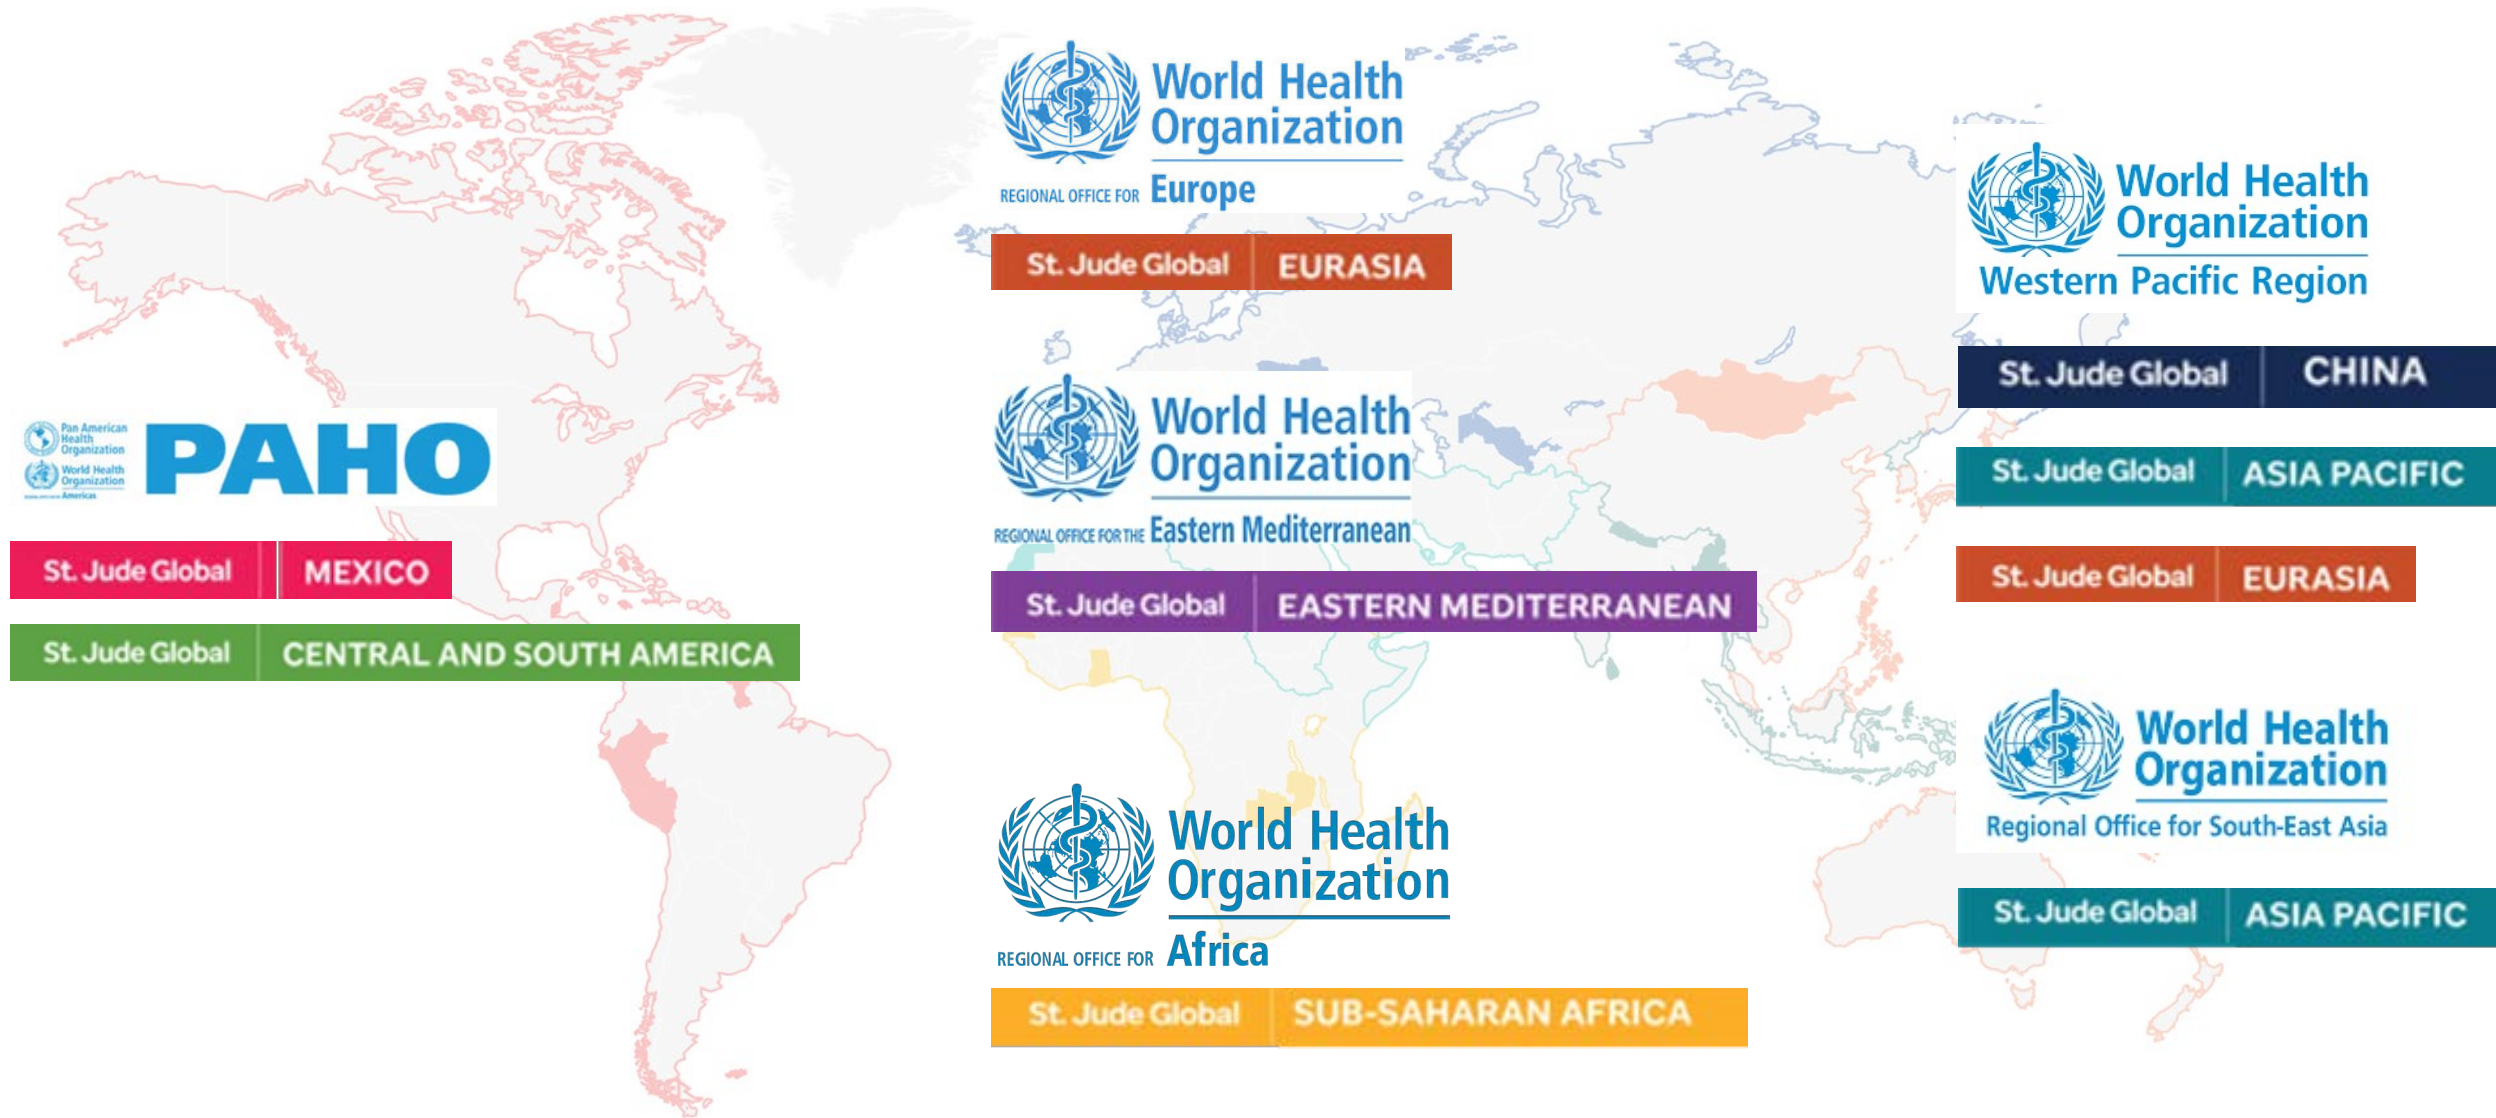 Pan American
Health
Organization
World Health
Organization
Americas
PAHO
St. Jude Global MEXICO
St. Jude Global CENTRAL AND SOUTH AMERICA
World Health
Organization
REGIONAL OFFICE FOR Europe
St. Jude Global EURASIA
World Health
Organization
REGIONAL OFFICE FOR THE Eastern Mediterranean
St. Jude Global EASTERN MEDITERRANEAN
World Health
Organization
REGIONAL OFFICE FOR Africa
St. Jude Global SUB-SAHARAN AFRICA
World Health
Organization
Western Pacific Region
St. Jude Global CHINA
St. Jude Global ASIA PACIFIC
St. Jude Global EURASIA
World Health
Organization
Regional Office for South-East Asia
St. Jude Global ASIA PACIFIC